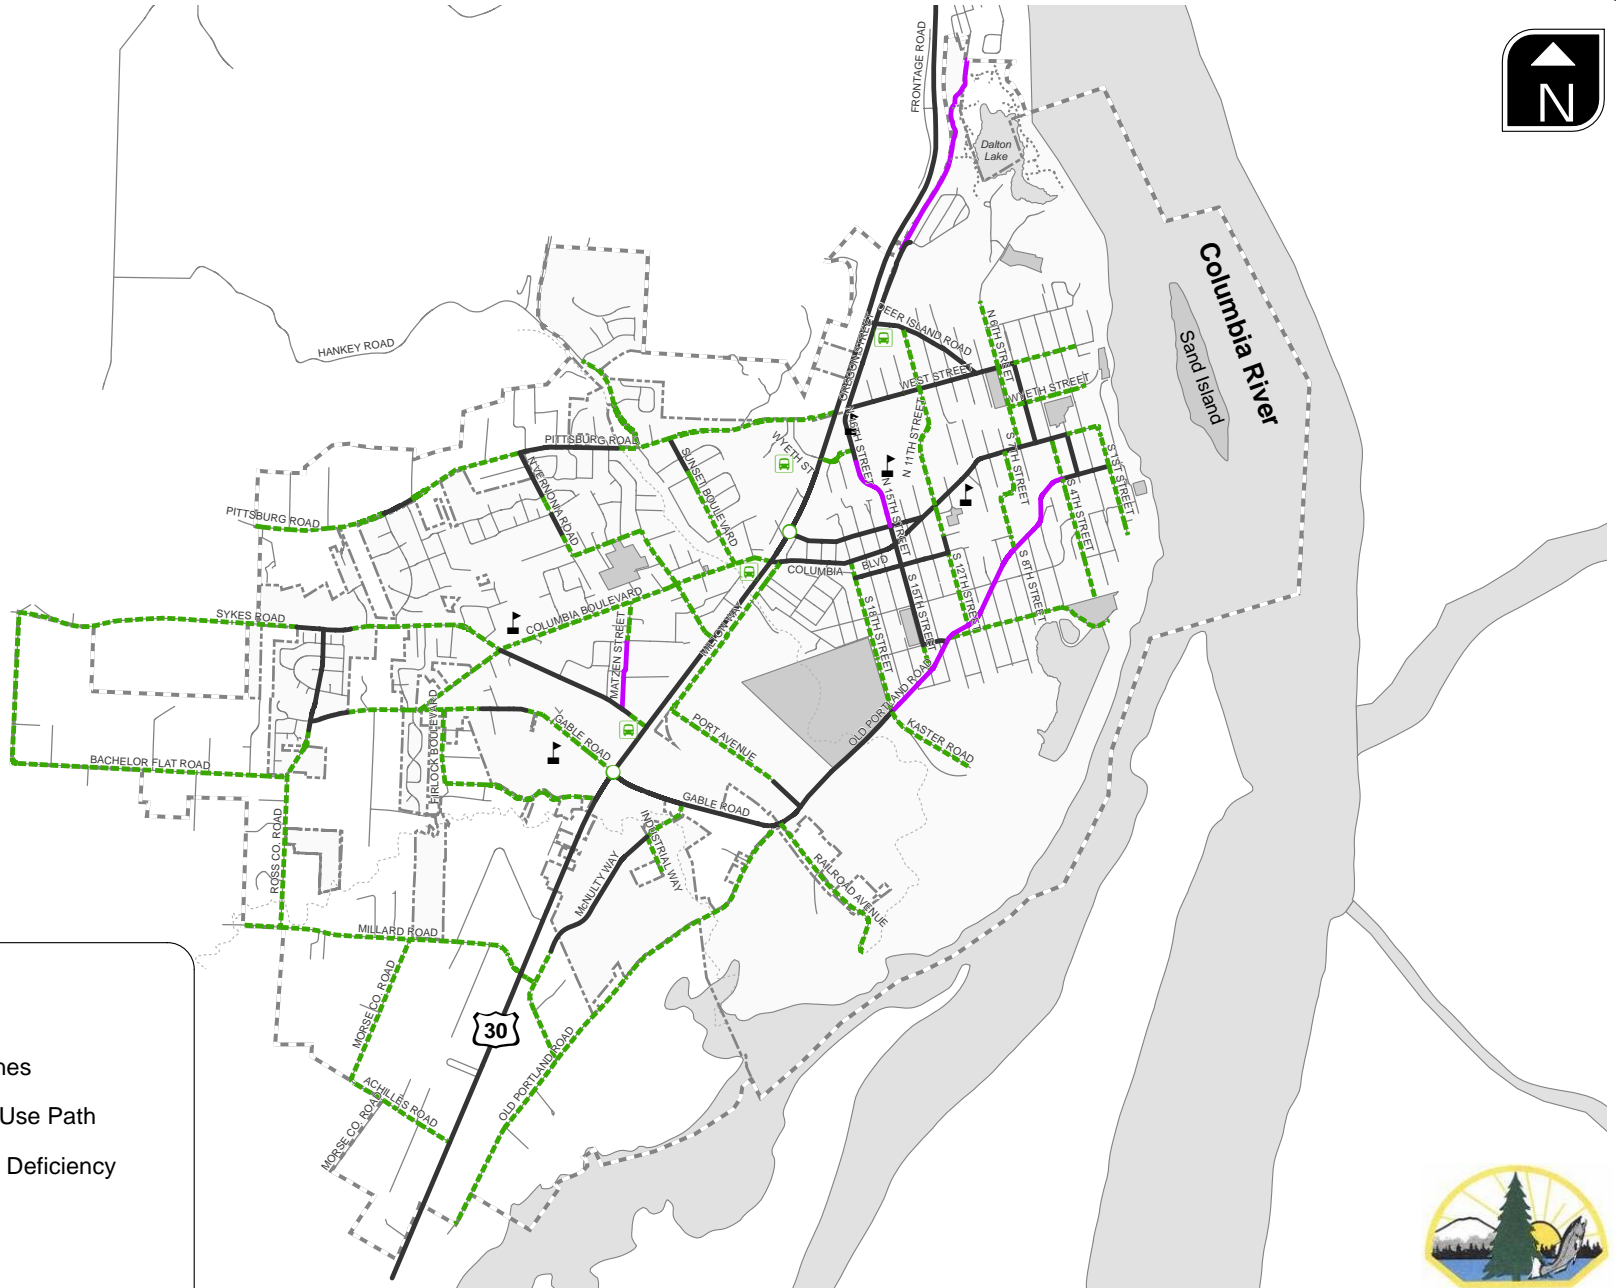 FRONTAGE ROAD
N
Dalton
Lake
Columbia River
Sand Island
HANKEY ROAD
DEER ISLAND ROAD
OREGON STREET
N 6TH STREET
WEST STREET
WYETH STREET
PITTSBURG ROAD
WYETH ST
SUNSET BOULEVARD
N VERNONIA ROAD
N 16TH STREET
N 11TH STREET
S 7TH STREET
S 1ST STREET
N 15TH STREET
S 4TH STREET
PITTSBURG ROAD
COLUMBIA BLVD
S 12TH STREET
S 8TH STREET
S 15TH STREET
S 18TH STREET
SYKES ROAD
COLUMBIA BOULEVARD
MILTON WAY
MATZEN STREET
FIRLOCK BOULEVARD
GABLE ROAD
PORT AVENUE
OLD PORTLAND ROAD
KASTER ROAD
BACHELOR FLAT ROAD
GABLE ROAD
ROSS CO. ROAD
INDUSTRIAL WAY
McNULTY WAY
RAILROAD AVENUE
MILLARD ROAD
MORSE CO. ROAD
30
OLD PORTLAND ROAD
ACHILLES ROAD
MORSE CO. ROAD
nes
Use Path
Deficiency